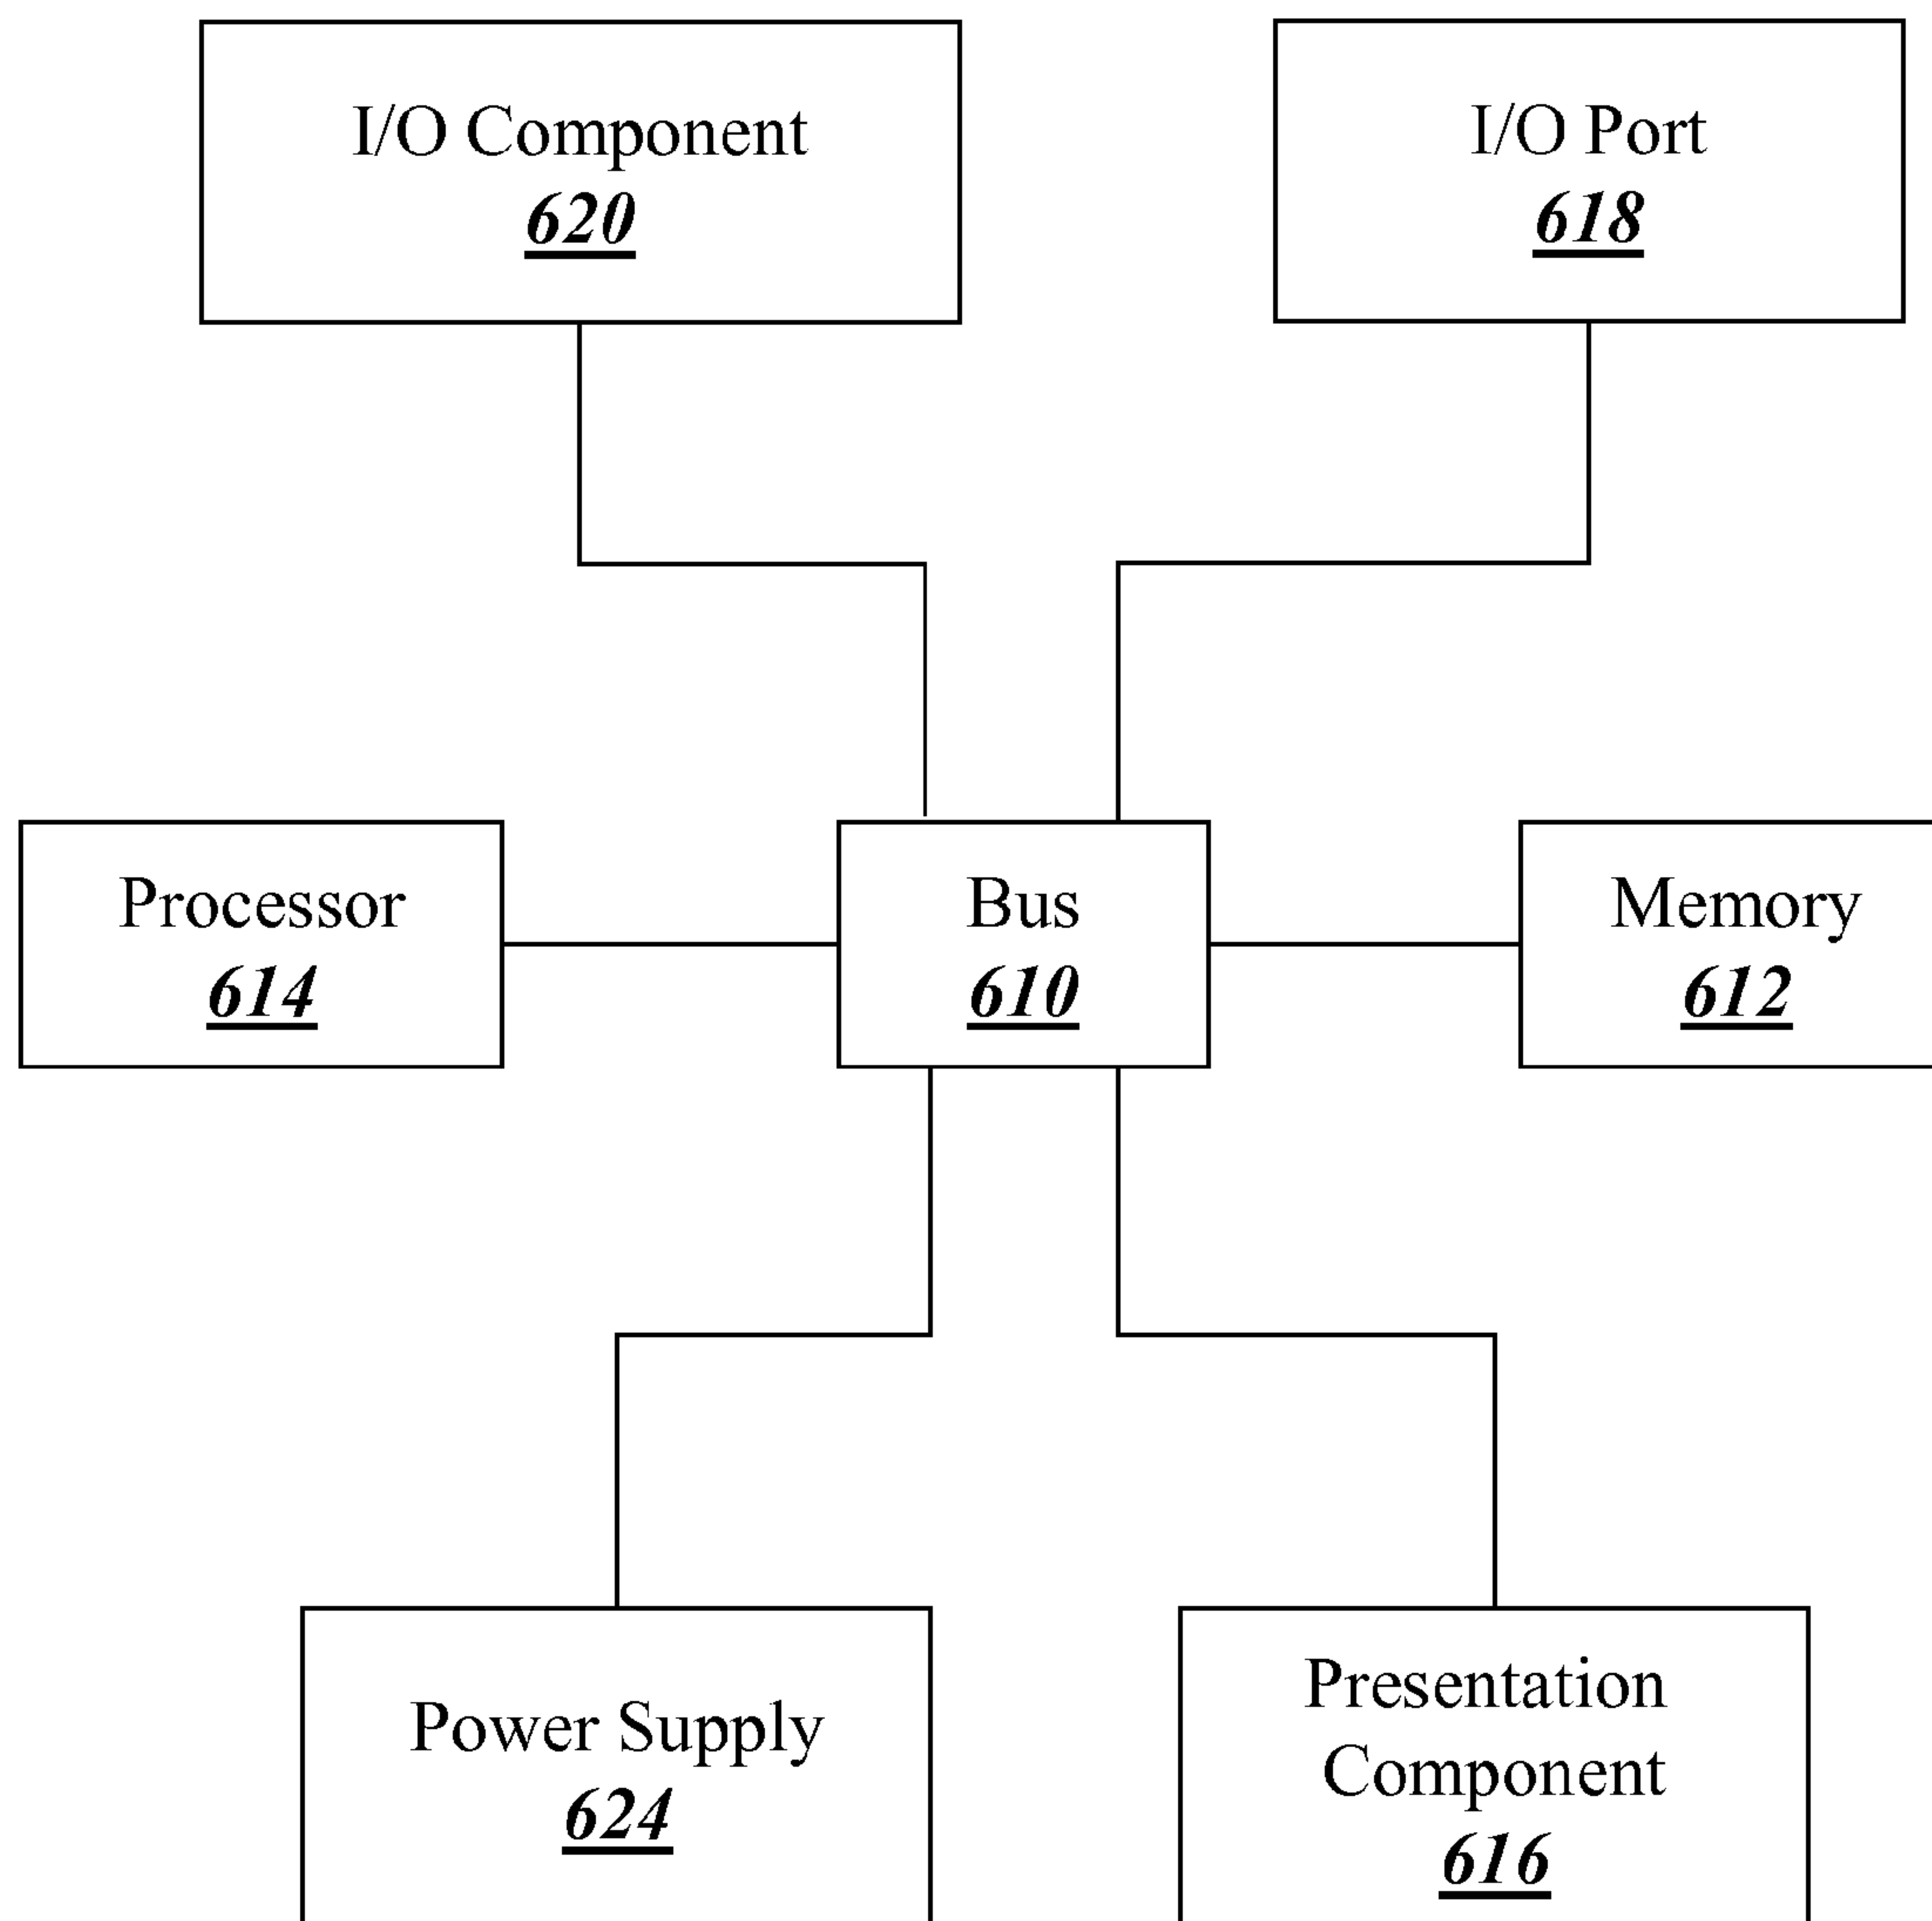 I/O Component
620
I/O Port
618
Processor
614
Bus
610
Memory
612
Power Supply
624
Presentation
Component
616